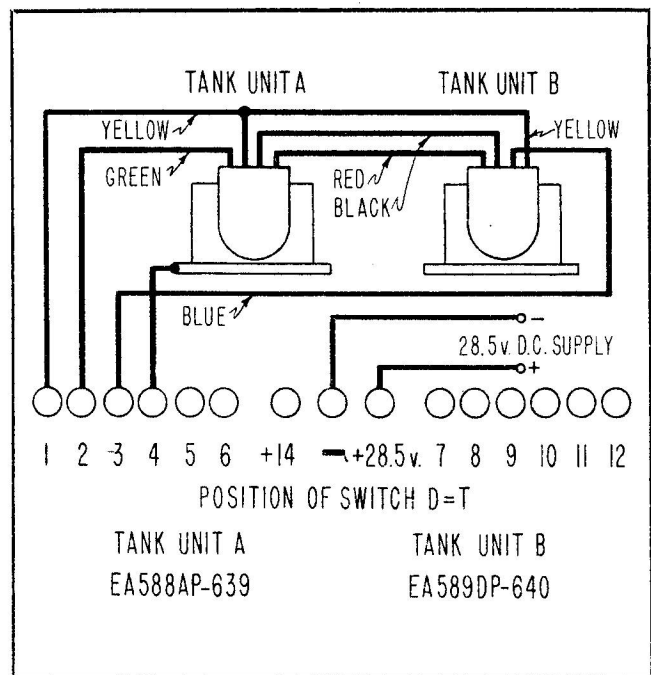 TANK UNIT A TANK UNIT B
YELLOW YELLOW
GREEN RED
BLACK
BLUE
28.5v. D.C. SUPPLY
+
1 2 3 4 5 6 +14 - +28.5v. 7 8 9 10 11 12
POSITION OF SWITCH D=T
TANK UNIT A TANK UNIT B
EA588AP-639 EA589DP-640